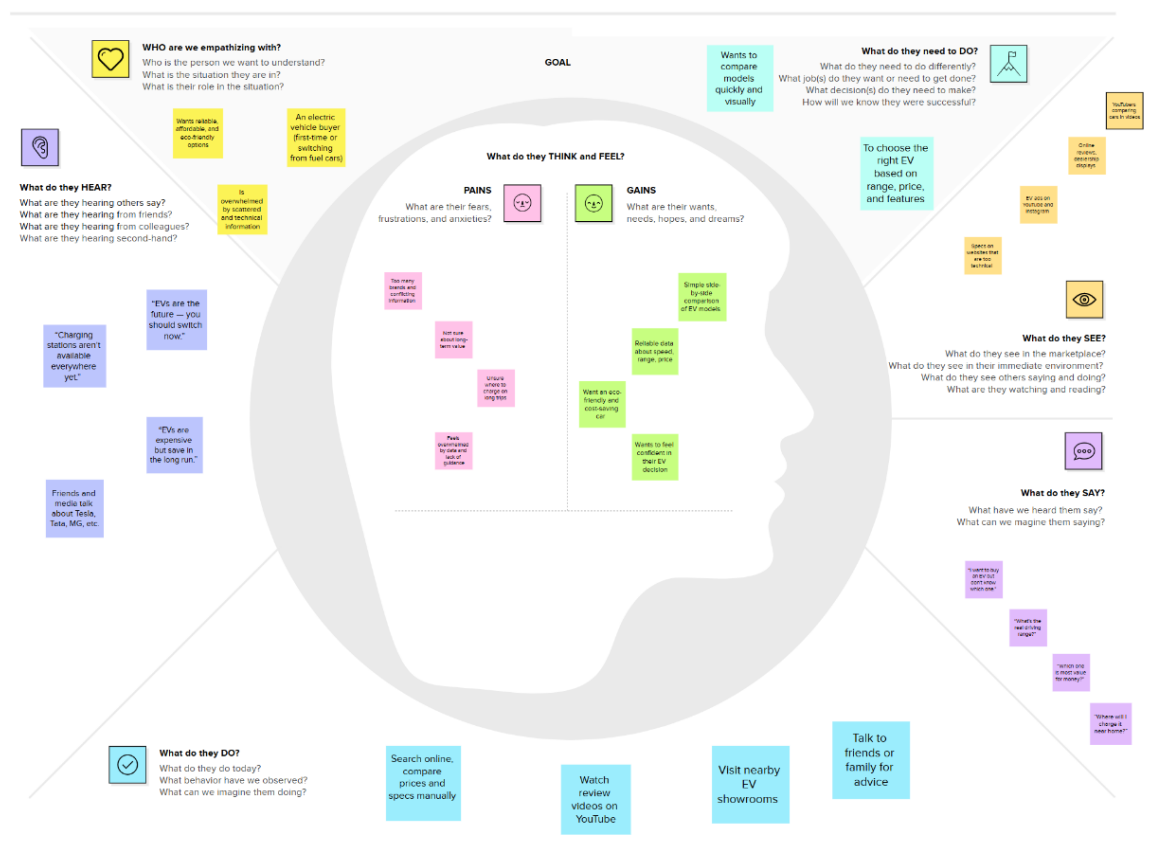 WHO are we empathizing with?
Who is the person we want to understand?
What is the situation they are in?
What is their role in the situation?
Wants reliable,
affordable, and
eco-friendly
options
An electric
vehicle buyer
(first-time or
switching
from fuel cars)
is
overwhelmed
by scattered
and technical
information
GOAL
Wants to
compare
models
quickly and
visually
What do they need to DO?
What do they need to do differently?
What job(s) do they want or need to get done?
What decision(s) do they need to make?
How will we know they were successful?
To choose the
right EV
based on
range, price,
and features
What do they HEAR?
What are they hearing others say?
What are they hearing from friends?
What are they hearing from colleagues?
What are they hearing second-hand?
"EVs are the
future — you
should switch
now."
"Charging
stations aren't
available
everywhere
yet."
"EVs are
expensive
but save in
the long run."
Friends and
media talk
about Tesla,
Tata, MG, etc.
What do they THINK and FEEL?
PAINS
What are their fears,
frustrations, and anxieties?
Too many
brands and
conflicting
information
Not sure
about long-
term value
Unsure
where to
charge on
long trips
Feels
overwhelmed
by data and
lack of
guidance
GAINS
What are their wants,
needs, hopes, and dreams?
Simple side-
by-side
comparison
of EV models
Reliable data
about speed,
range, price
Want an eco-
friendly and
cost-saving
car
Wants to feel
confident in
their EV
decision
YouTubers
comparing
cars in videos
Online
reviews,
dealership
displays
EV ads on
YouTube and
Instagram
Specs on
websites that
are too
technical
What do they SEE?
What do they see in the marketplace?
What do they see in their immediate environment?
What do they see others saying and doing?
What are they watching and reading?
What do they SAY?
What have we heard them say?
What can we magine them saying?
"I want to buy
an EV but
don't know
which one."
"What's the
real driving
range?"
"Which one
is most value
for money?"
"Where will I
charge it
near home?"
What do they DO?
What do they do today?
What behavior have we observed?
What can we imagine them doing?
Search online,
compare
prices and
specs manually
Watch
review
videos on
YouTube
Visit nearby
EV
showrooms
Talk to
friends or
family for
advice